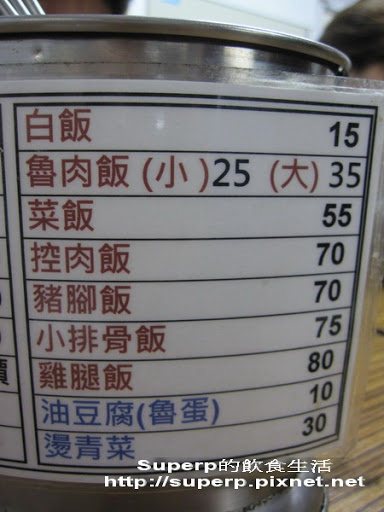 白飯 15
魯肉飯 (小 )25 (大) 35
菜飯 55
控肉飯 70
豬腳飯 70
小排骨飯 75
雞腿飯 80
油豆腐(魯蛋) 10
燙青菜 30
Superp的飲食生活
http://superp.pixnet.net